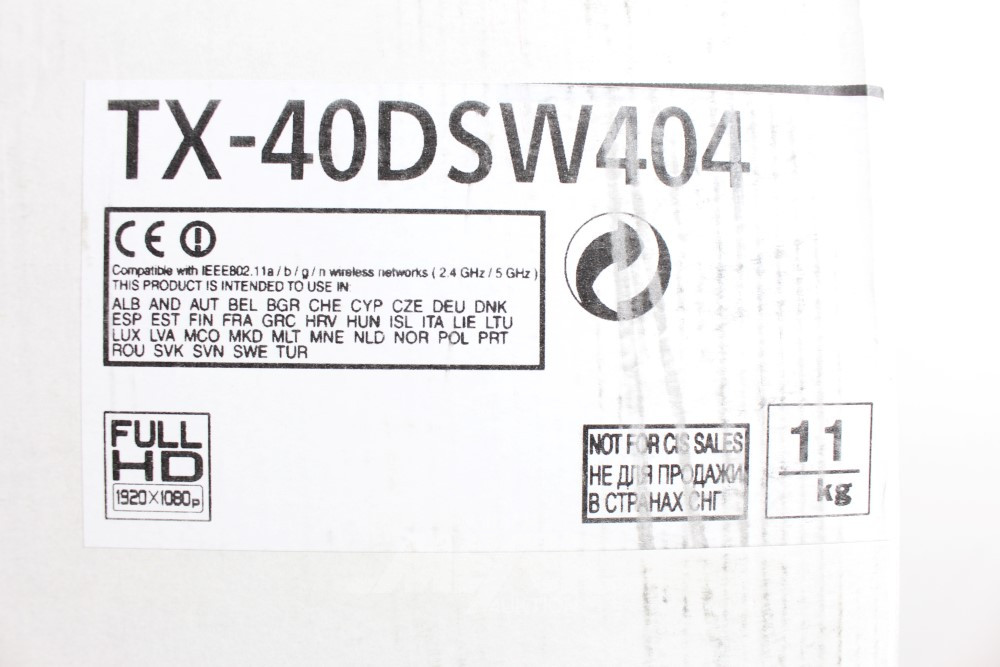 TX-40DSW404
CE
Compatible with IEEE802.11a / b / g / n wireless networks ( 2.4 GHz / 5 GHz )
THIS PRODUCT IS INTENDED TO USE IN:
ALB AND AUT BEL BGR CHE CYP CZE DEU DNK
ESP EST FIN FRA GRC HRV HUN ISL ITA LIE LTU
LUX LVA MCO MKD MLT MNE NLD NOR POL PRT
ROU SVK SVN SWE TUR
FULL
HD
1920×1080p
NOT FOR CIS SALES
НЕ ДЛЯ ПРОДАЖИ
В СТРАНАХ СНГ
11
kg